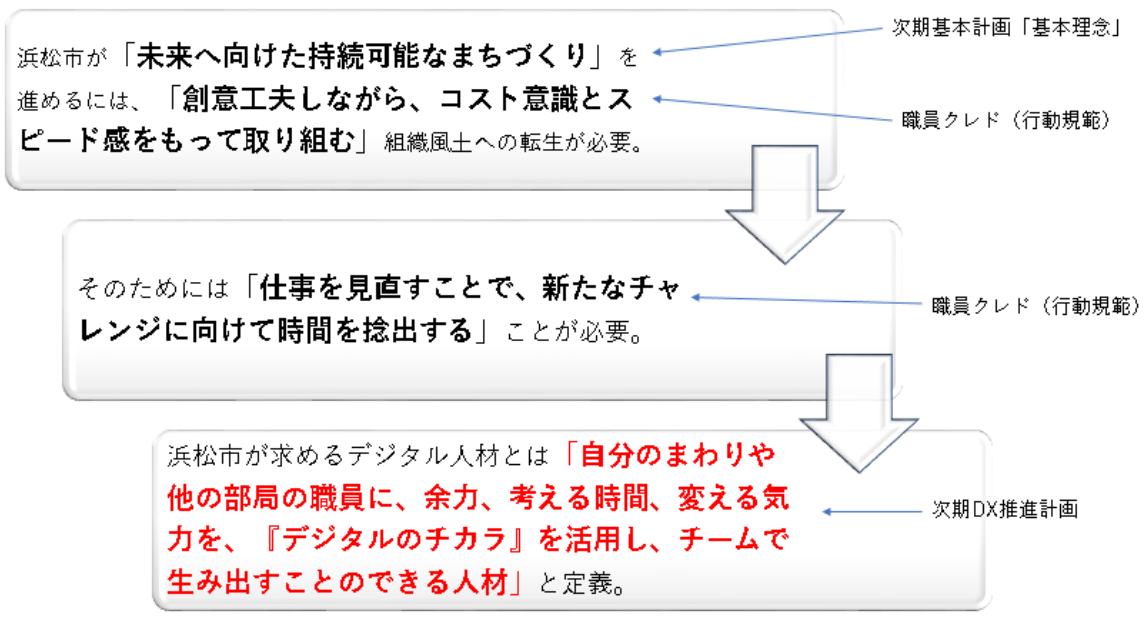 浜松市が「未来へ向けた持続可能なまちづくり」を
進めるには、「創意工夫しながら、コスト意識とス
ピード感をもって取り組む」組織風土への転生が必要。
次期基本計画「基本理念」
職員クレド（行動規範）
そのためには「仕事を見直すことで、新たなチャ
レンジに向けて時間を捻出する」ことが必要。
職員クレド（行動規範）
浜松市が求めるデジタル人材とは「自分のまわりや
他の部局の職員に、余力、考える時間、変える気
力を、『デジタルのチカラ』を活用し、チームで
生み出すことのできる人材」と定義。
次期DX推進計画